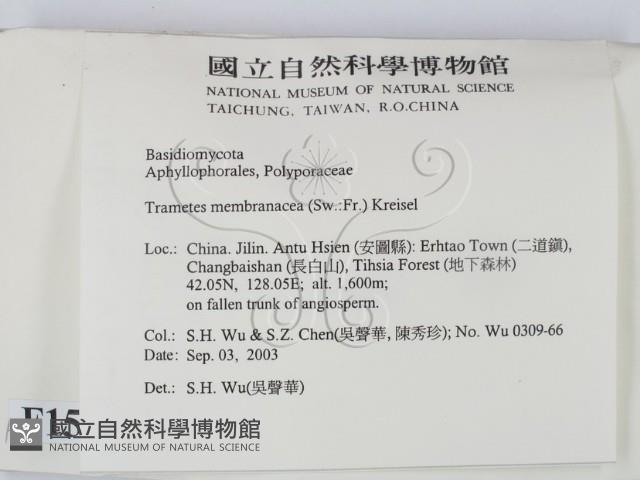 國立自然科學博物館
NATIONAL MUSEUM OF NATURAL SCIENCE
TAICHUNG, TAIWAN, R.O.CHINA
Basidiomycota
Aphyllophorales, Polyporaceae
Trametes membranacea (Sw.:Fr.) Kreisel
Loc.: China. Jilin. Antu Hsien (安圖縣): Erhtao Town (二道鎮),
Changbaishan (長白山), Tihsia Forest (地下森林)
42.05N, 128.05E; alt. 1,600m;
on fallen trunk of angiosperm.
Col.: S.H. Wu & S.Z. Chen(吳聲華, 陳秀珍); No. Wu 0309-66
Date: Sep. 03, 2003
Det.: S.H. Wu(吳聲華)
F15
國立自然科學博物館
NATIONAL MUSEUM OF NATURAL SCIENCE